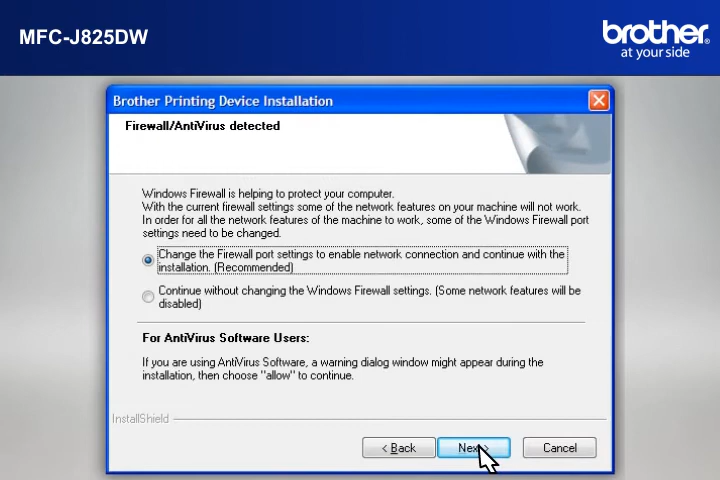 MFC-J825DW
brother
at your side
Brother Printing Device Installation
Firewall/AntiVirus detected
Windows Firewall is helping to protect your computer.
With the current firewall settings some of the network features on your machine will not work.
In order for all the network features of the machine to work, some of the Windows Firewall port
settings need to be changed.
Change the Firewall port settings to enable network connection and continue with the
installation. (Recommended)
Continue without changing the Windows Firewall settings. (Some network features will be
disabled)
For AntiVirus Software Users:
If you are using AntiVirus Software, a warning dialog window might appear during the
installation, then choose "allow" to continue.
InstallShield
< Back
Next >
Cancel